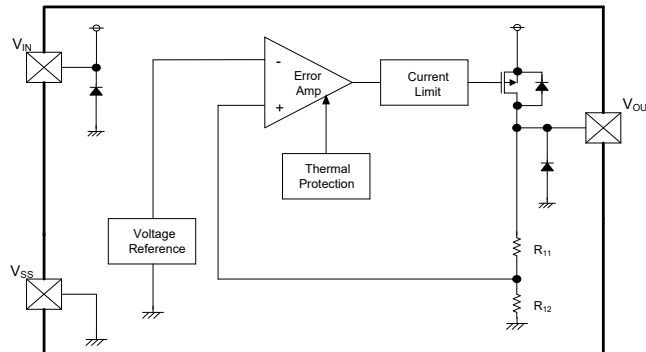 VIN
-
Error
Amp
+
Current
Limit
VOU
Thermal
Protection
Voltage
Reference
R11
VSS
R12